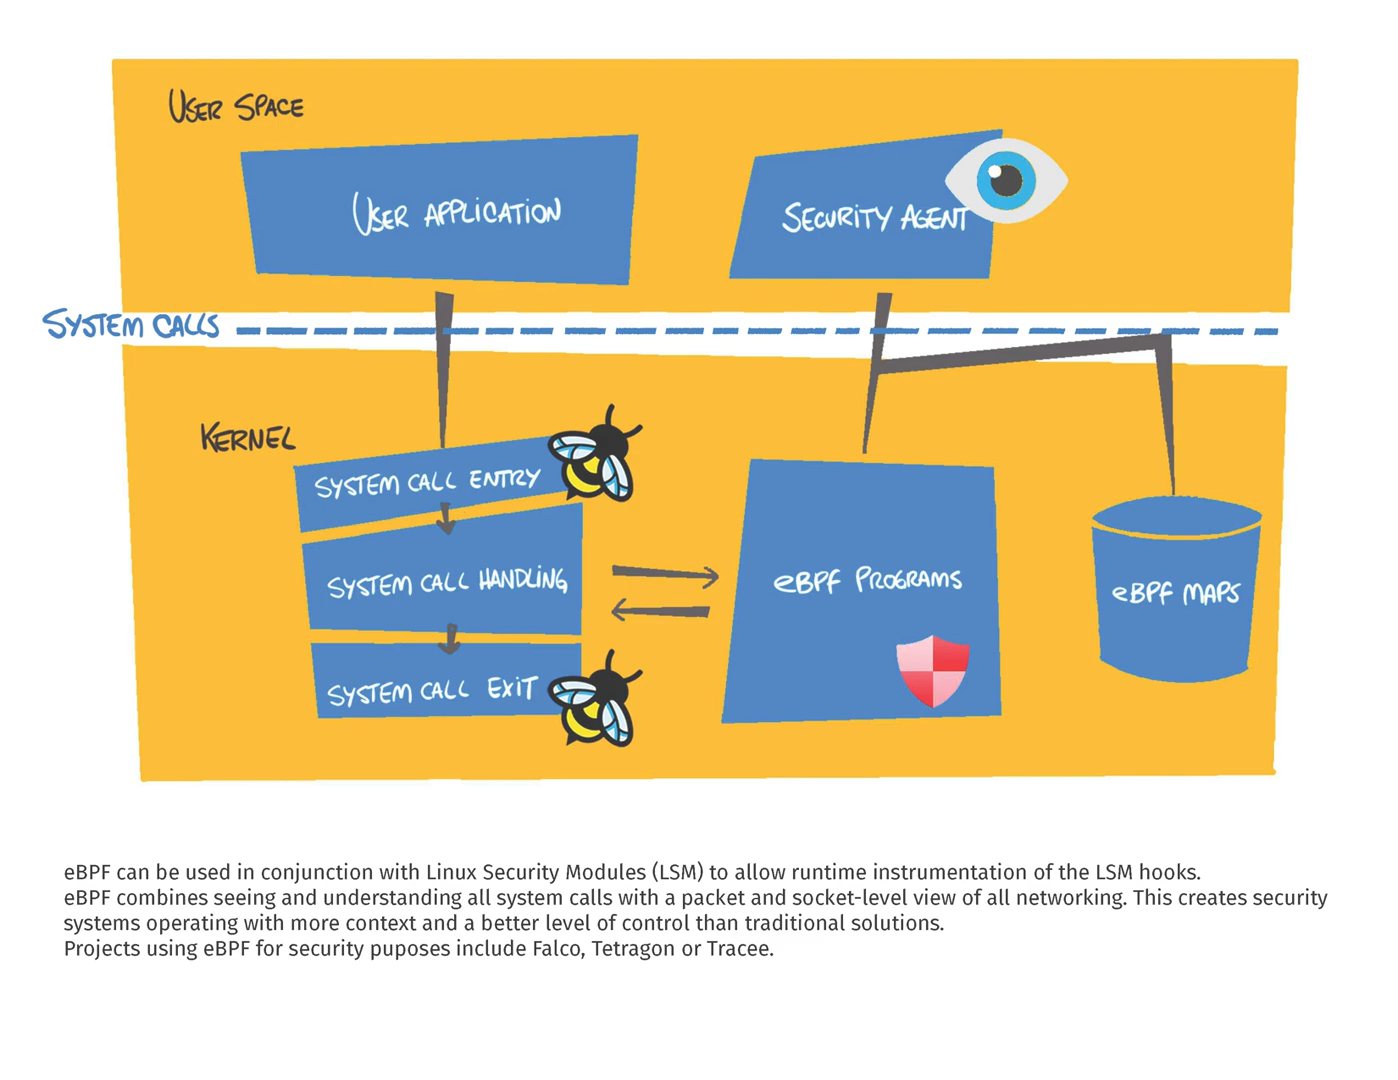 USER SPACE
USER APPLICATION
SECURITY AGENT
SYSTEM CALLS
KERNEL
SYSTEM CALL ENTRY
SYSTEM CALL HANDLING
SYSTEM CALL EXIT
eBPF PROGRAMS
eBPF MAPS
eBPF can be used in conjunction with Linux Security Modules (LSM) to allow runtime instrumentation of the LSM hooks.
eBPF combines seeing and understanding all system calls with a packet and socket-level view of all networking. This creates security
systems operating with more context and a better level of control than traditional solutions.
Projects using eBPF for security puposes include Falco, Tetragon or Tracee.